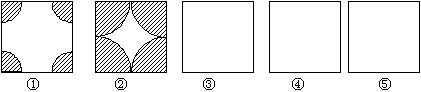 ① ② ③ ④ ⑤